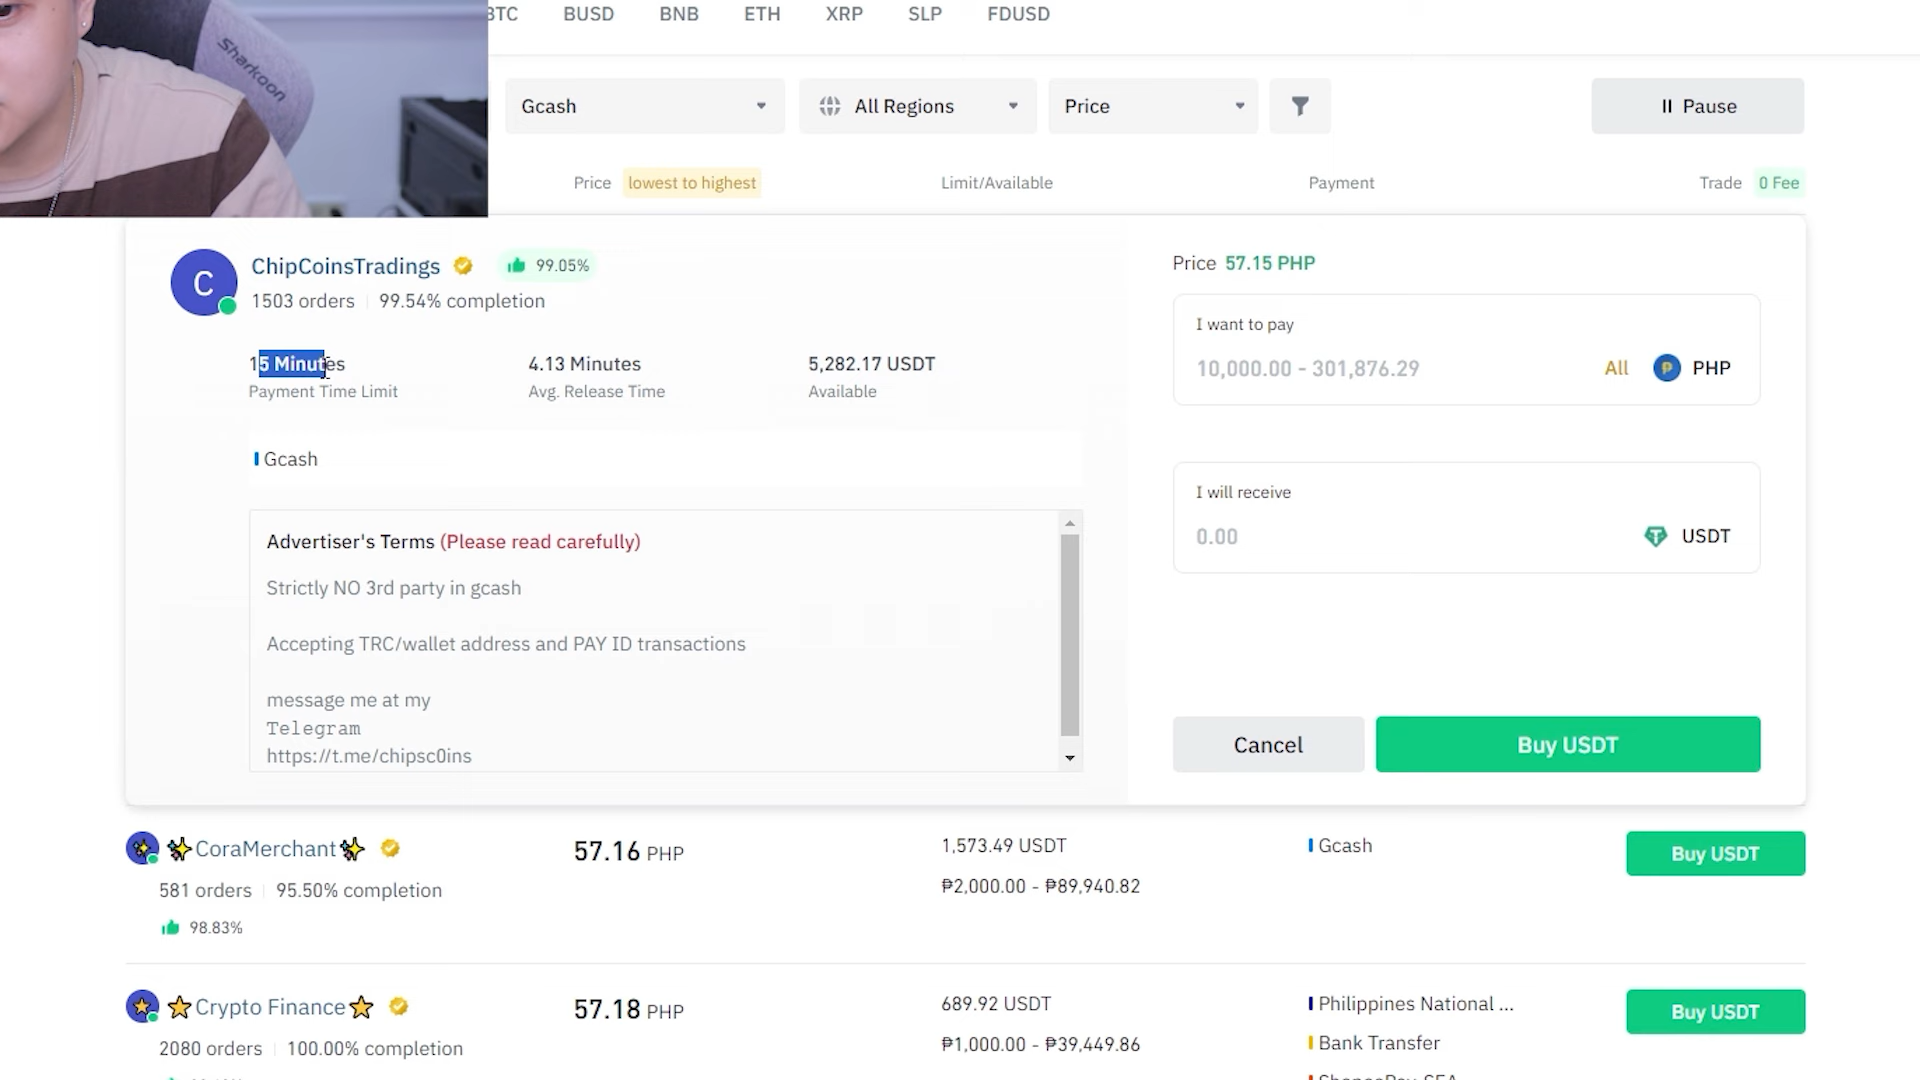 BTC BUSD BNB ETH XRP SLP FDUSD
Sharkoon
Gcash All Regions Price Pause
Price lowest to highest Limit/Available Payment Trade 0 Fee
C ChipCoinsTradings 99.05%
1503 orders 99.54% completion
15 Minutes 4.13 Minutes 5,282.17 USDT
Payment Time Limit Avg. Release Time Available
Gcash
Advertiser's Terms (Please read carefully)
Strictly NO 3rd party in gcash
Accepting TRC/wallet address and PAY ID transactions
message me at my
Telegram
https://t.me/chipsc0ins
Price 57.15 PHP
I want to pay
10,000.00 - 301,876.29 All PHP
I will receive
0.00 USDT
Cancel Buy USDT
CoraMerchant 57.16 PHP 1,573.49 USDT Gcash Buy USDT
581 orders 95.50% completion ₱2,000.00 - ₱89,940.82
98.83%
Crypto Finance 57.18 PHP 689.92 USDT Philippines National ... Buy USDT
2080 orders 100.00% completion ₱1,000.00 - ₱39,449.86 Bank Transfer